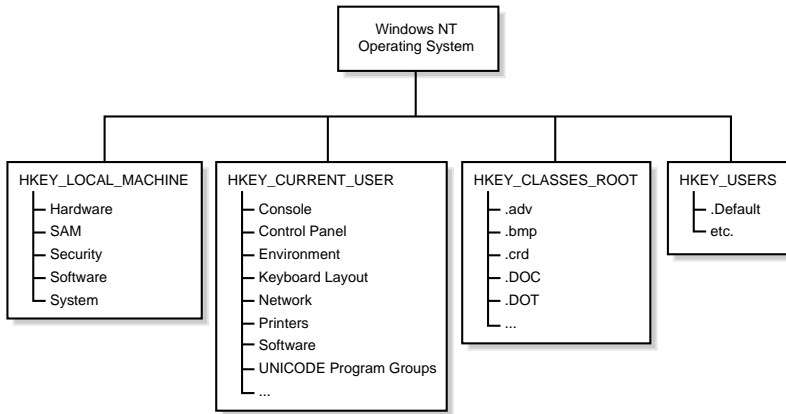 Windows NT
Operating System
HKEY_LOCAL_MACHINE
Hardware
SAM
Security
Software
System
HKEY_CURRENT_USER
Console
Control Panel
Environment
Keyboard Layout
Network
Printers
Software
UNICODE Program Groups
...
HKEY_CLASSES_ROOT
.adv
.bmp
.crd
.DOC
.DOT
...
HKEY_USERS
.Default
etc.